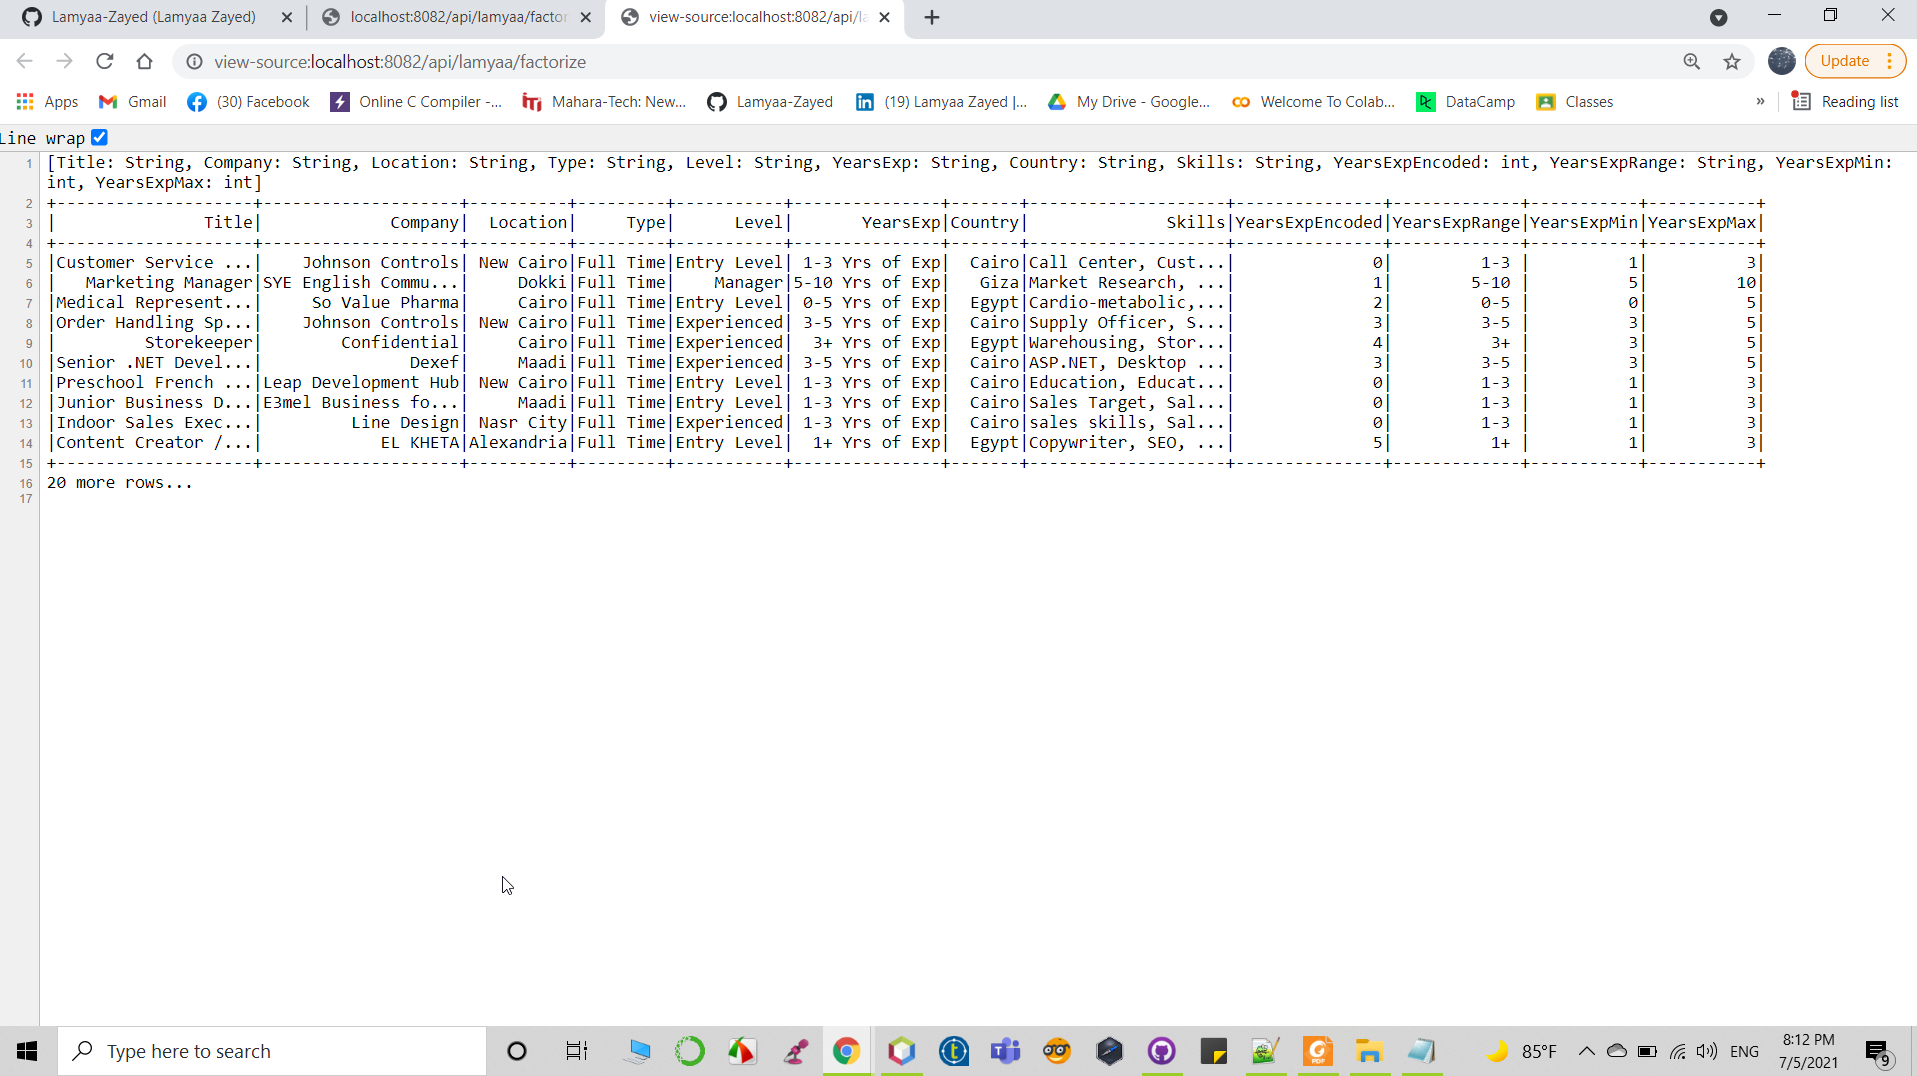 Lamyaa-Zayed (Lamyaa Zayed)
localhost:8082/api/lamyaa/factor
view-source:localhost:8082/api/la
view-source:localhost:8082/api/lamyaa/factorize
Update
Apps
Gmail
(30) Facebook
Online C Compiler -...
Mahara-Tech: New...
Lamyaa-Zayed
(19) Lamyaa Zayed |...
My Drive - Google...
Welcome To Colab...
DataCamp
Classes
»
Reading list
Line wrap
1 [Title: String, Company: String, Location: String, Type: String, Level: String, YearsExp: String, Country: String, Skills: String, YearsExpEncoded: int, YearsExpRange: String, YearsExpMin:
int, YearsExpMax: int]
2 +--------------------+--------------------+----------+---------+-----------+---------------+-------+--------------------+---------------+-------------+-----------+-----------+
3 |               Title|             Company|  Location|     Type|      Level|       YearsExp|Country|              Skills|YearsExpEncoded|YearsExpRange|YearsExpMin|YearsExpMax|
4 +--------------------+--------------------+----------+---------+-----------+---------------+-------+--------------------+---------------+-------------+-----------+-----------+
5 |Customer Service ...|    Johnson Controls| New Cairo|Full Time|Entry Level| 1-3 Yrs of Exp|  Cairo|Call Center, Cust...|              0|         1-3 |          1|          3|
6 |   Marketing Manager|SYE English Commu...|     Dokki|Full Time|    Manager|5-10 Yrs of Exp|   Giza|Market Research, ...|              1|        5-10 |          5|         10|
7 |Medical Represent...|     So Value Pharma|     Cairo|Full Time|Entry Level| 0-5 Yrs of Exp|  Egypt|Cardio-metabolic,...|              2|         0-5 |          0|          5|
8 |Order Handling Sp...|    Johnson Controls| New Cairo|Full Time|Experienced| 3-5 Yrs of Exp|  Cairo|Supply Officer, S...|              3|         3-5 |          3|          5|
9 |         Storekeeper|        Confidential|     Cairo|Full Time|Experienced|  3+ Yrs of Exp|  Egypt|Warehousing, Stor...|              4|          3+ |          3|          5|
10 |Senior .NET Devel...|               Dexef|     Maadi|Full Time|Experienced| 3-5 Yrs of Exp|  Cairo|ASP.NET, Desktop ...|              3|         3-5 |          3|          5|
11 |Preschool French ...|Leap Development Hub| New Cairo|Full Time|Entry Level| 1-3 Yrs of Exp|  Cairo|Education, Educat...|              0|         1-3 |          1|          3|
12 |Junior Business D...|E3mel Business fo...|     Maadi|Full Time|Entry Level| 1-3 Yrs of Exp|  Cairo|Sales Target, Sal...|              0|         1-3 |          1|          3|
13 |Indoor Sales Exec...|         Line Design| Nasr City|Full Time|Experienced| 1-3 Yrs of Exp|  Cairo|sales skills, Sal...|              0|         1-3 |          1|          3|
14 |Content Creator /...|            EL KHETA|Alexandria|Full Time|Entry Level|  1+ Yrs of Exp|  Egypt|Copywriter, SEO, ...|              5|          1+ |          1|          3|
15 +--------------------+--------------------+----------+---------+-----------+---------------+-------+--------------------+---------------+-------------+-----------+-----------+
16 20 more rows...
17
Type here to search
85°F
ENG
8:12 PM
7/5/2021
9